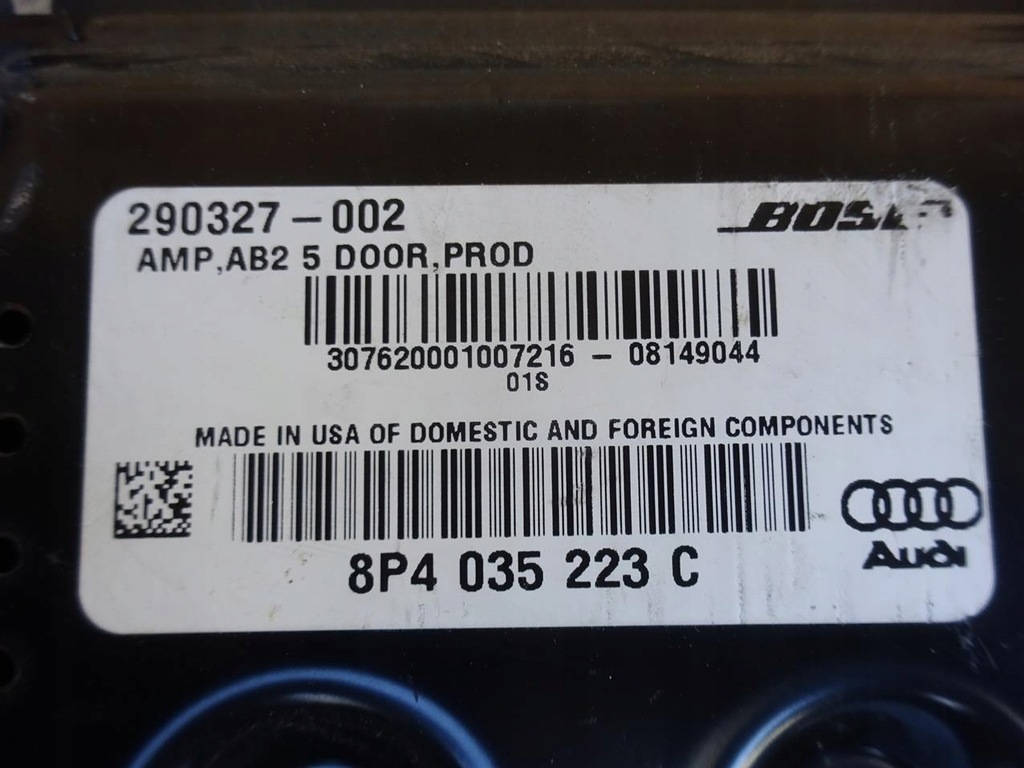 290327-002
BOSE
AMP,AB2 5 DOOR,PROD
307620001007216 - 08149044
01S
MADE IN USA OF DOMESTIC AND FOREIGN COMPONENTS
8P4 035 223 C
Audi